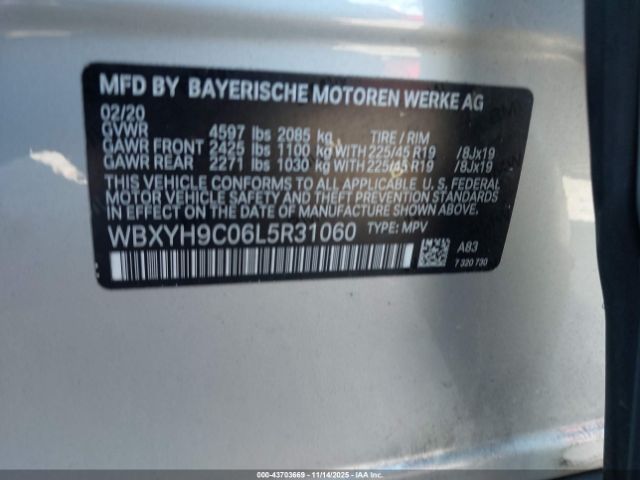 MFD BY BAYERISCHE MOTOREN WERKE AG
02/20
GVWR 4597 lbs 2085 kg TIRE / RIM
GAWR FRONT 2425 lbs 1100 kg WITH 225/45 R19 /8Jx19
GAWR REAR 2271 lbs 1030 kg WITH 225/45 R19 /8Jx19
THIS VEHICLE CONFORMS TO ALL APPLICABLE U. S. FEDERAL
MOTOR VEHICLE SAFETY, BUMPER, AND THEFT PREVENTION
STANDARDS IN EFFECT ON THE DATE OF MANUFACTURE SHOWN ABOVE.
WBXYH9C06L5R31060 TYPE: MPV
A83
7 320 730
000-43703669 11/14/2025 IAAI.COM